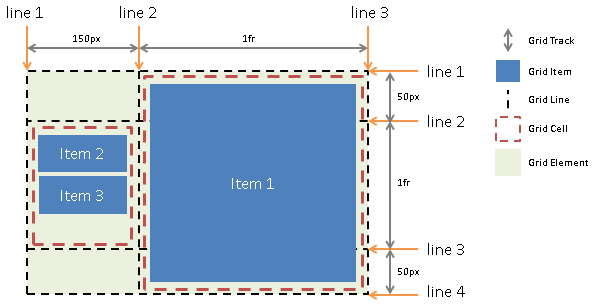 line 1 line 2 line 3
150px 1fr
line 1
50px
line 2
Item 2
Item 3
Item 1
1fr
line 3
50px
line 4
Grid Track
Grid Item
Grid Line
Grid Cell
Grid Element